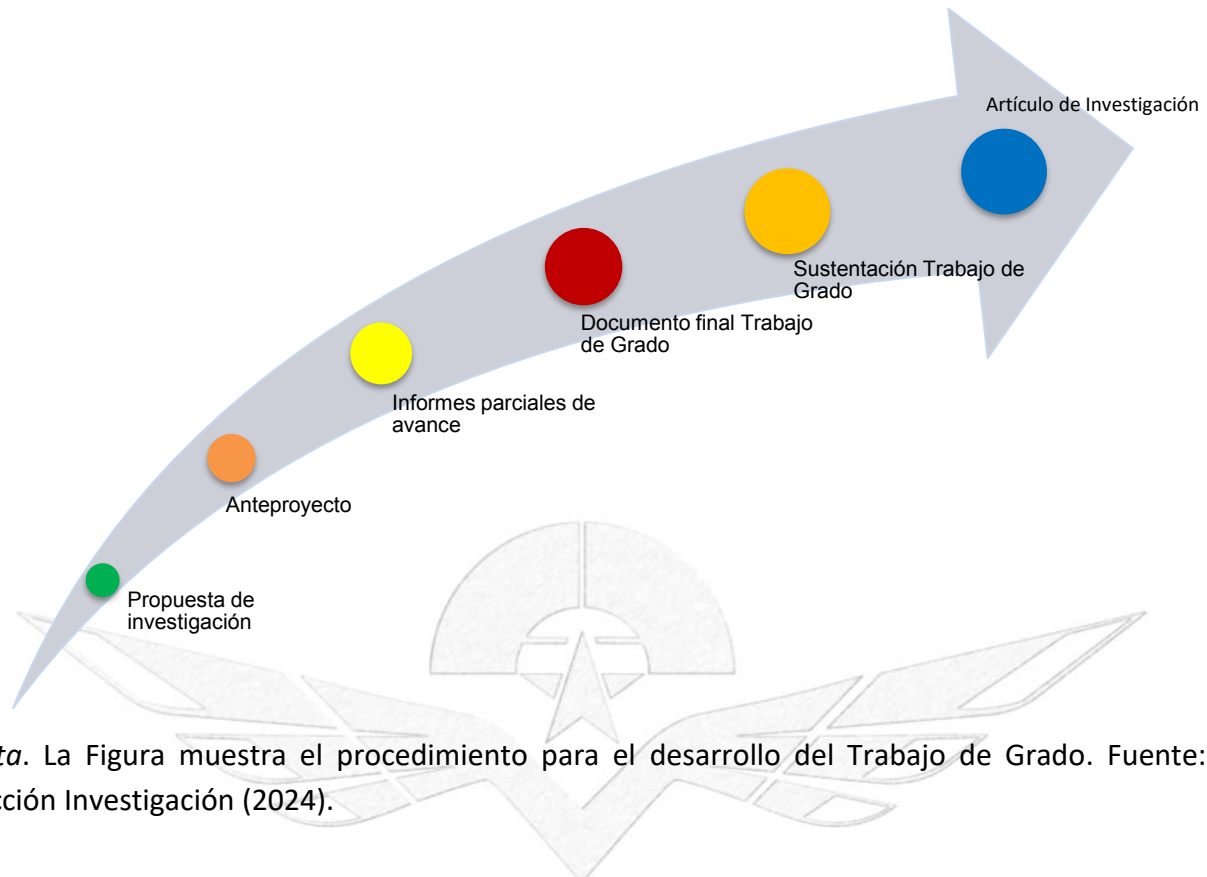 Artículo de Investigación
Sustentación Trabajo de
Grado
Documento final Trabajo
de Grado
Informes parciales de
avance
Anteproyecto
Propuesta de
investigación
ta. La Figura muestra el procedimiento para el desarrollo del Trabajo de Grado. Fuente:
cción Investigación (2024).